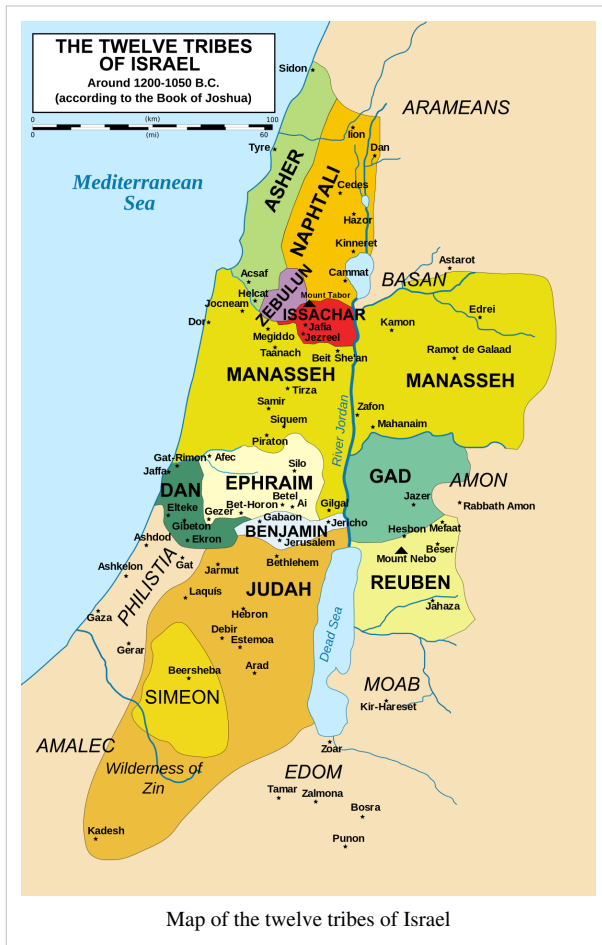 THE TWELVE TRIBES
OF ISRAEL
Around 1200-1050 B.C.
(according to the Book of Joshua)
0 (km) 100
0 (mi) 60
Sidon
ARAMEANS
Iion
Tyre
Dan
Mediterranean
Sea
ASHER
NAPHTALI
Cedes
Hazor
Kinneret
Astarot
Acsaf
Cammat
BASAN
Helcat
ZEBULUN
Mount Tabor
Jocneam
ISSACHAR
Edrei
Dor
Jafia
Kamon
Megiddo
Jezreel
Taanach
Beit She'an
Ramot de Galaad
MANASSEH
MANASSEH
Tirza
Samir
Siquem
Zafon
Mahanaim
Piraton
River Jordan
Gat-Rimon
Afec
Jaffa
Silo
GAD
AMON
DAN
EPHRAIM
Betel
Jazer
Rabbath Amon
Elteke
Gezer
Bet-Horon
Ai
Gilgal
Gibeton
Gabaon
Jericho
Hesbon
Mefaat
Ashdod
Ekron
BENJAMIN
Jerusalem
Beser
Mount Nebo
Ashkelon
Gat
Jarmut
Bethlehem
PHILISTIA
JUDAH
REUBEN
Laquís
Jahaza
Gaza
Hebron
Dead Sea
Debir
Estemoa
Gerar
Beersheba
Arad
SIMEON
MOAB
Kir-Hareset
AMALEC
Zoar
Wilderness of
Zin
EDOM
Tamar
Zalmona
Bosra
Kadesh
Punon
Map of the twelve tribes of Israel